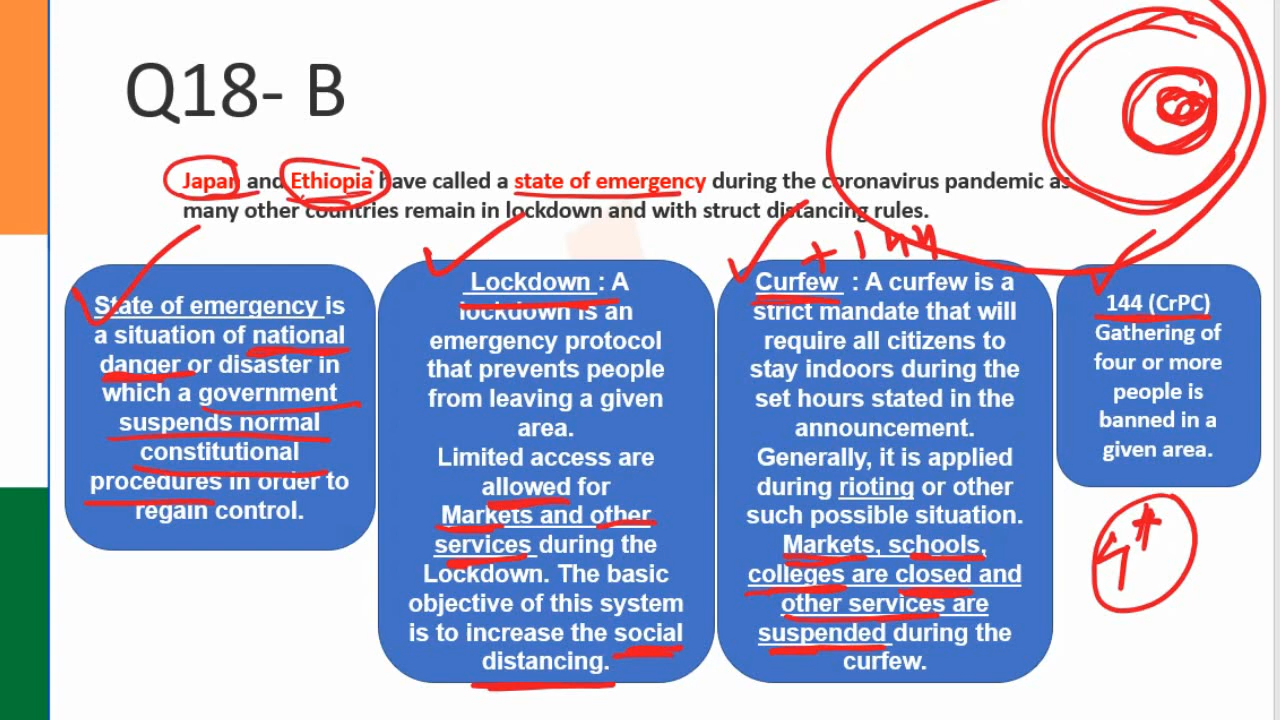 Q18- B
Japan and Ethiopia have called a state of emergency during the coronavirus pandemic as
many other countries remain in lockdown and with struct distancing rules.
+ 144
State of emergency is
a situation of national
danger or disaster in
which a government
suspends normal
constitutional
procedures in order to
regain control.
Lockdown : A
lockdown is an
emergency protocol
that prevents people
from leaving a given
area.
Limited access are
allowed for
Markets and other
services during the
Lockdown. The basic
objective of this system
is to increase the social
distancing.
Curfew : A curfew is a
strict mandate that will
require all citizens to
stay indoors during the
set hours stated in the
announcement.
Generally, it is applied
during rioting or other
such possible situation.
Markets, schools,
colleges are closed and
other services are
suspended during the
curfew.
144 (CrPC)
Gathering of
four or more
people is
banned in a
given area.